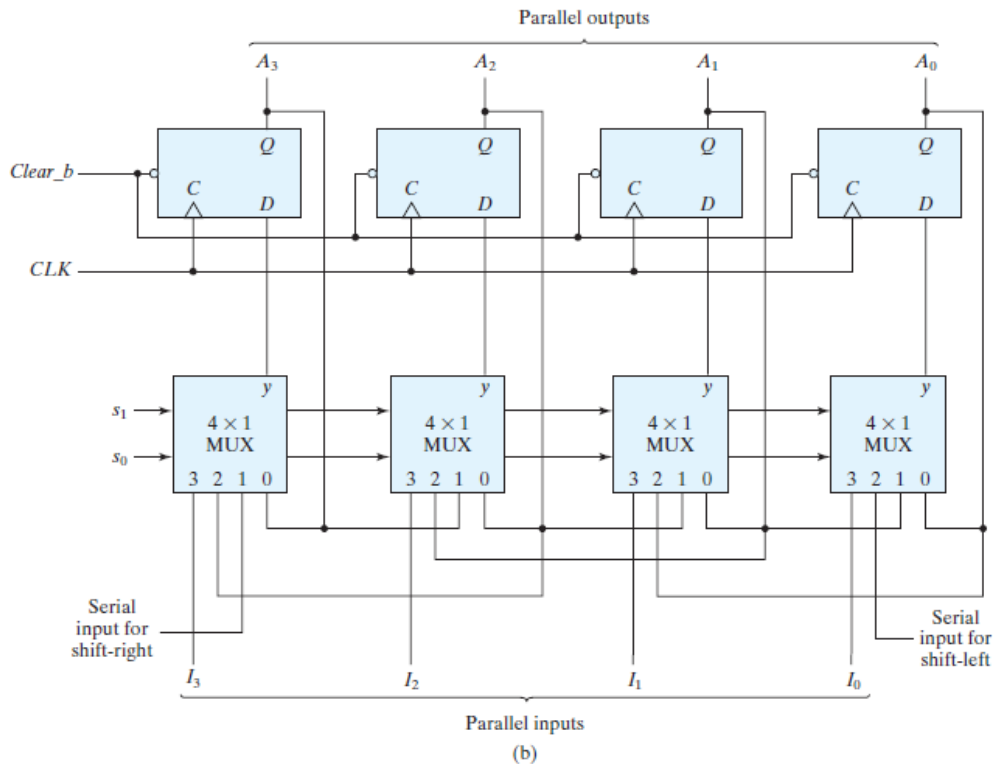 Parallel outputs
A3 A2 A1 A0
Q Q Q Q
Clear_b
C C C C
D D D D
CLK
y y y y
s1
4 × 1 4 × 1 4 × 1 4 × 1
MUX MUX MUX MUX
s0
3 2 1 0 3 2 1 0 3 2 1 0 3 2 1 0
Serial
input for
shift-right
Serial
input for
shift-left
I3 I2 I1 I0
Parallel inputs
(b)